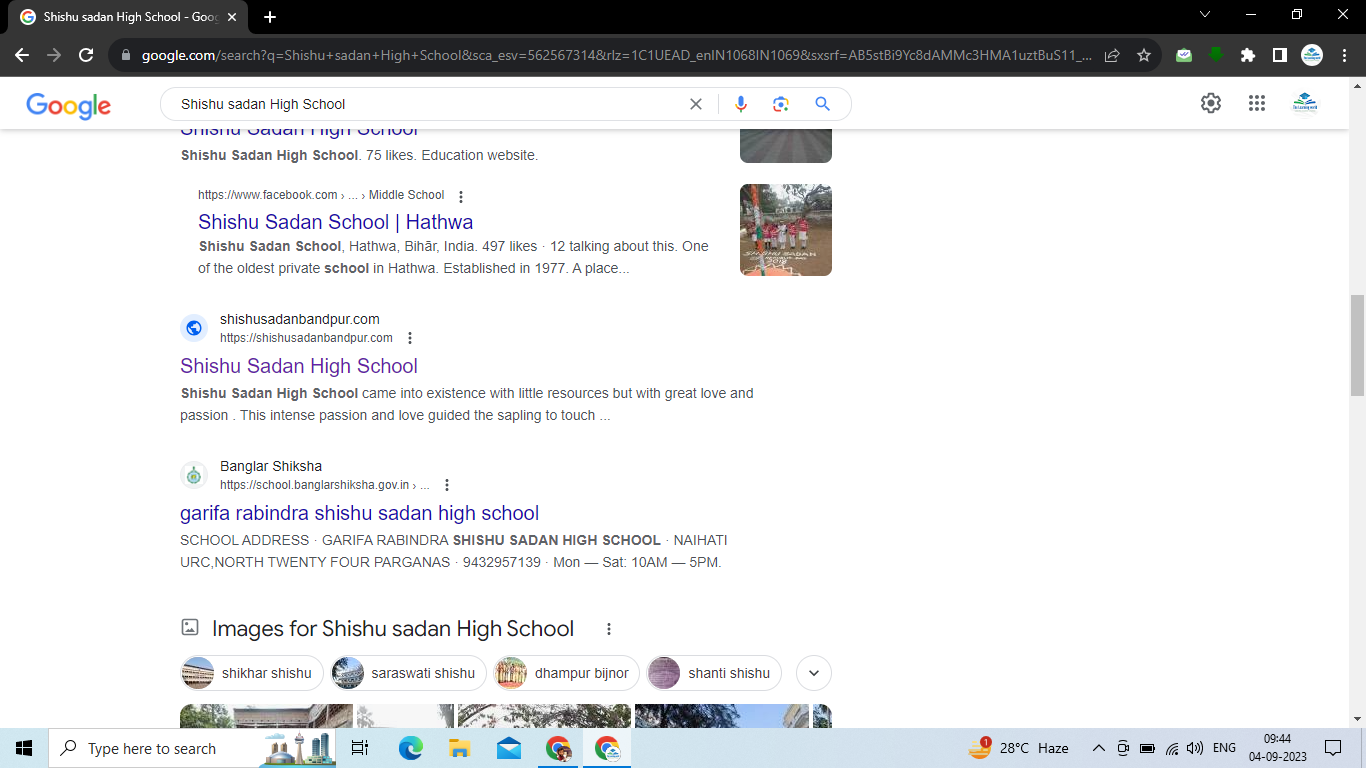 Shishu sadan High School - Goog
google.com/search?q=Shishu+sadan+High+School&sca_esv=562567314&rlz=1C1UEAD_enIN1068IN1069&sxsrf=AB5stBi9Yc8dAMMc3HMA1uztBuS11_...
Google
Shishu sadan High School
Shishu Sadan High School
Shishu Sadan High School. 75 likes. Education website.
https://www.facebook.com › ... › Middle School
Shishu Sadan School | Hathwa
Shishu Sadan School, Hathwa, Bihār, India. 497 likes · 12 talking about this. One
of the oldest private school in Hathwa. Established in 1977. A place...
SHISHU SADAN
shishusadanbandpur.com
https://shishusadanbandpur.com
Shishu Sadan High School
Shishu Sadan High School came into existence with little resources but with great love and
passion . This intense passion and love guided the sapling to touch ...
Banglar Shiksha
https://school.banglarshiksha.gov.in › ...
garifa rabindra shishu sadan high school
SCHOOL ADDRESS · GARIFA RABINDRA SHISHU SADAN HIGH SCHOOL · NAIHATI
URC,NORTH TWENTY FOUR PARGANAS · 9432957139 · Mon — Sat: 10AM — 5PM.
Images for Shishu sadan High School
shikhar shishu
saraswati shishu
dhampur bijnor
shanti shishu
Type here to search
1
28°C Haze
ENG
09:44
04-09-2023